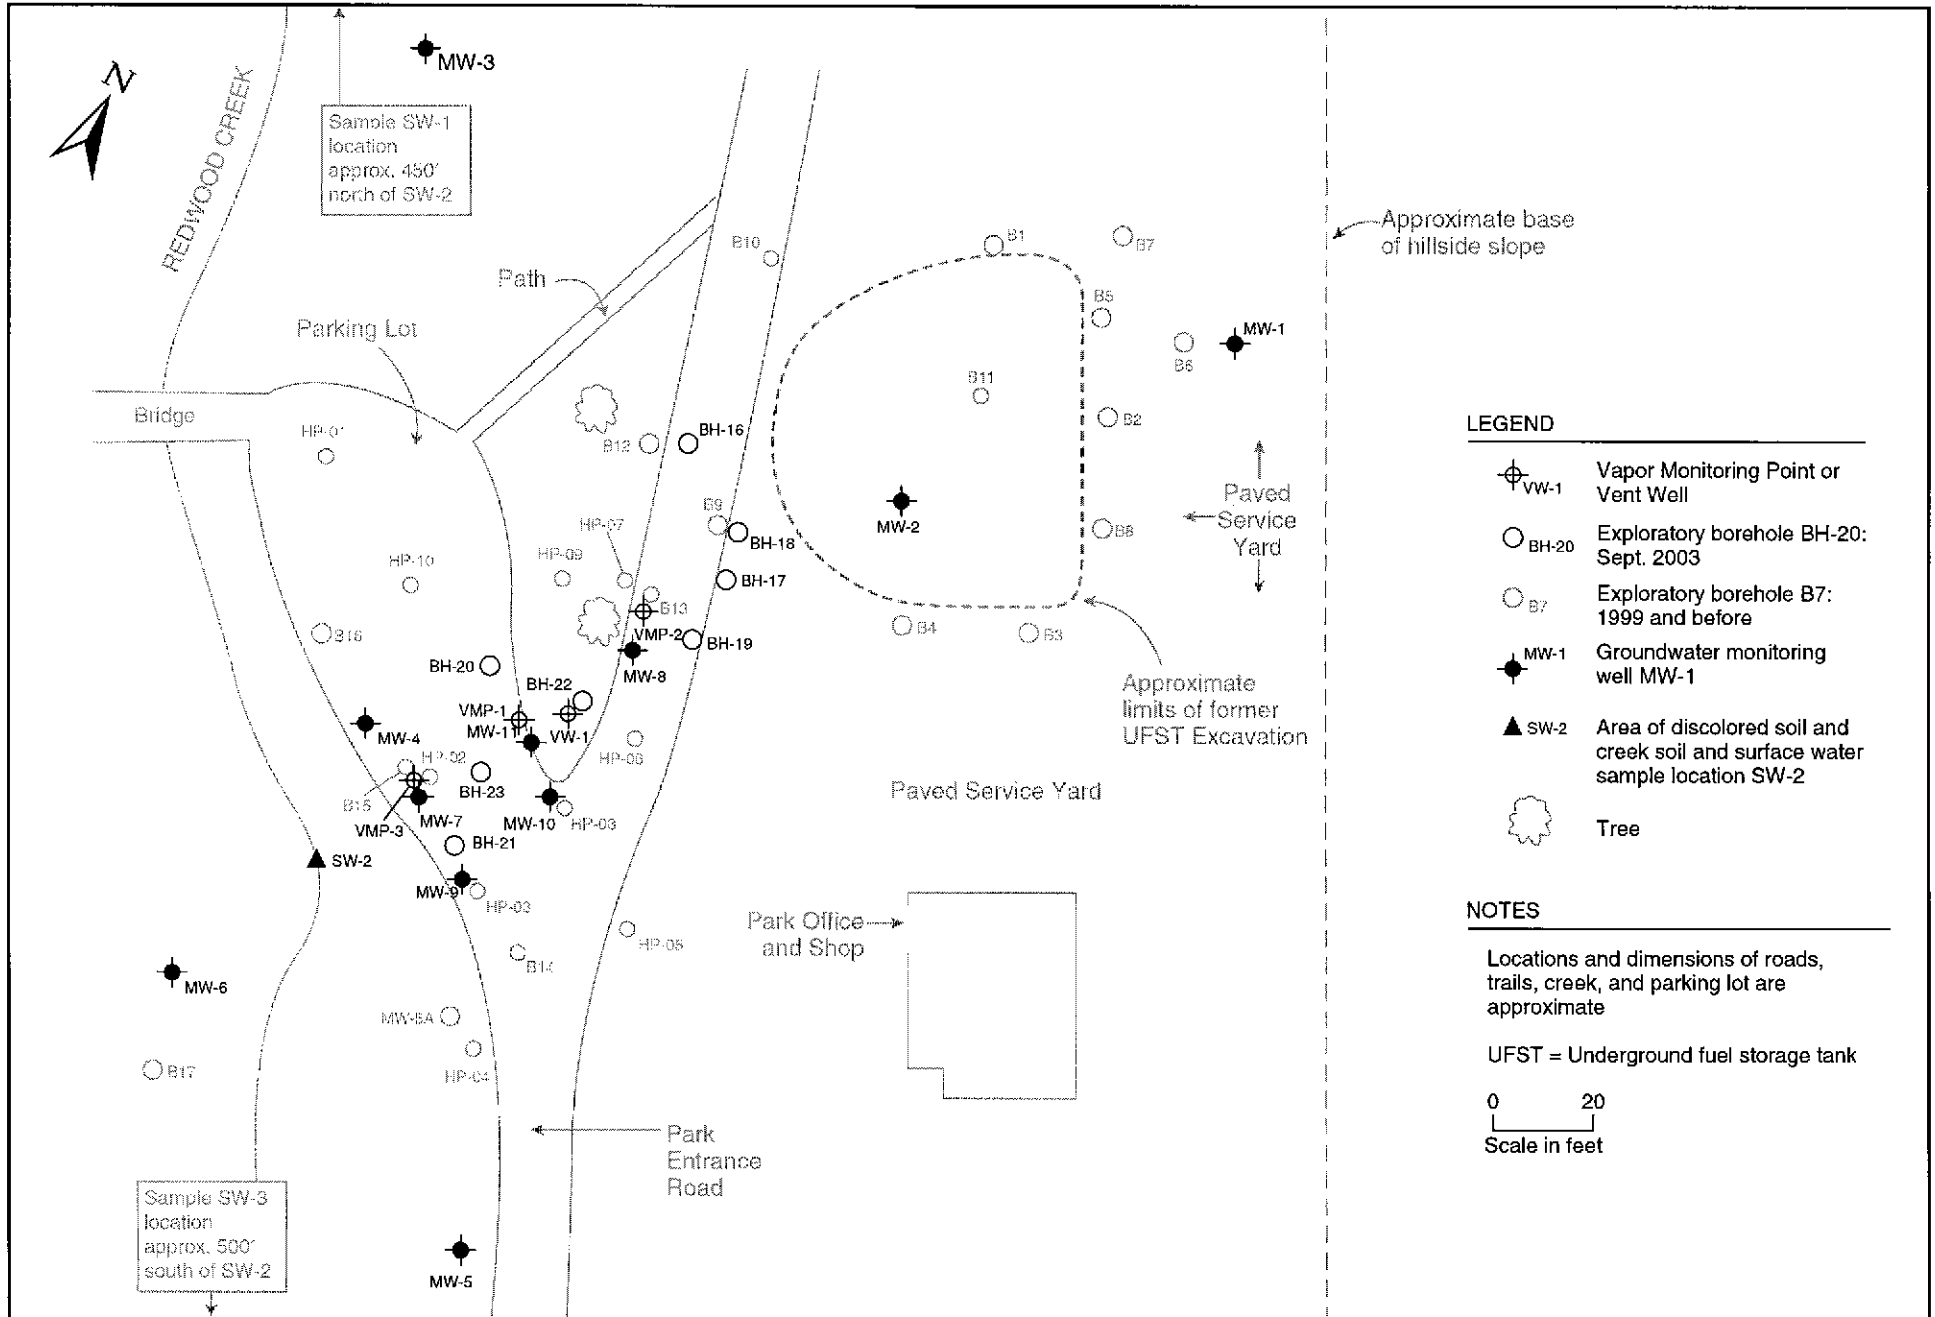 N
REDWOOD CREEK
MW-3
Sample SW-1
location
approx. 450'
north of SW-2
Path
Parking Lot
Bridge
B10
B1
B7
B5
B6
MW-1
B11
B2
Approximate base
of hillside slope
HP-01
B12
BH-16
MW-2
B9
BH-18
HP-07
HP-09
BH-17
B8
Paved
Service
Yard
HP-10
B13
VMP-2
BH-19
B4
B3
B16
BH-20
MW-8
BH-22
VMP-1
MW-11
VW-1
MW-4
HP-02
HP-06
Approximate
limits of former
UFST Excavation
Paved Service Yard
B15
BH-23
MW-7
VMP-3
MW-10
HP-03
BH-21
SW-2
MW-9
HP-03
Park Office
and Shop
B14
MW-6
HP-04
B17
Park
Entrance
Road
Sample SW-3
location
approx. 500'
south of SW-2
MW-5
LEGEND
VW-1
Vapor Monitoring Point or
Vent Well
BH-20
Exploratory borehole BH-20:
Sept. 2003
B7
Exploratory borehole B7:
1999 and before
MW-1
Groundwater monitoring
well MW-1
SW-2
Area of discolored soil and
creek soil and surface water
sample location SW-2
Tree
NOTES
Locations and dimensions of roads,
trails, creek, and parking lot are
approximate
UFST = Underground fuel storage tank
0 20
Scale in feet